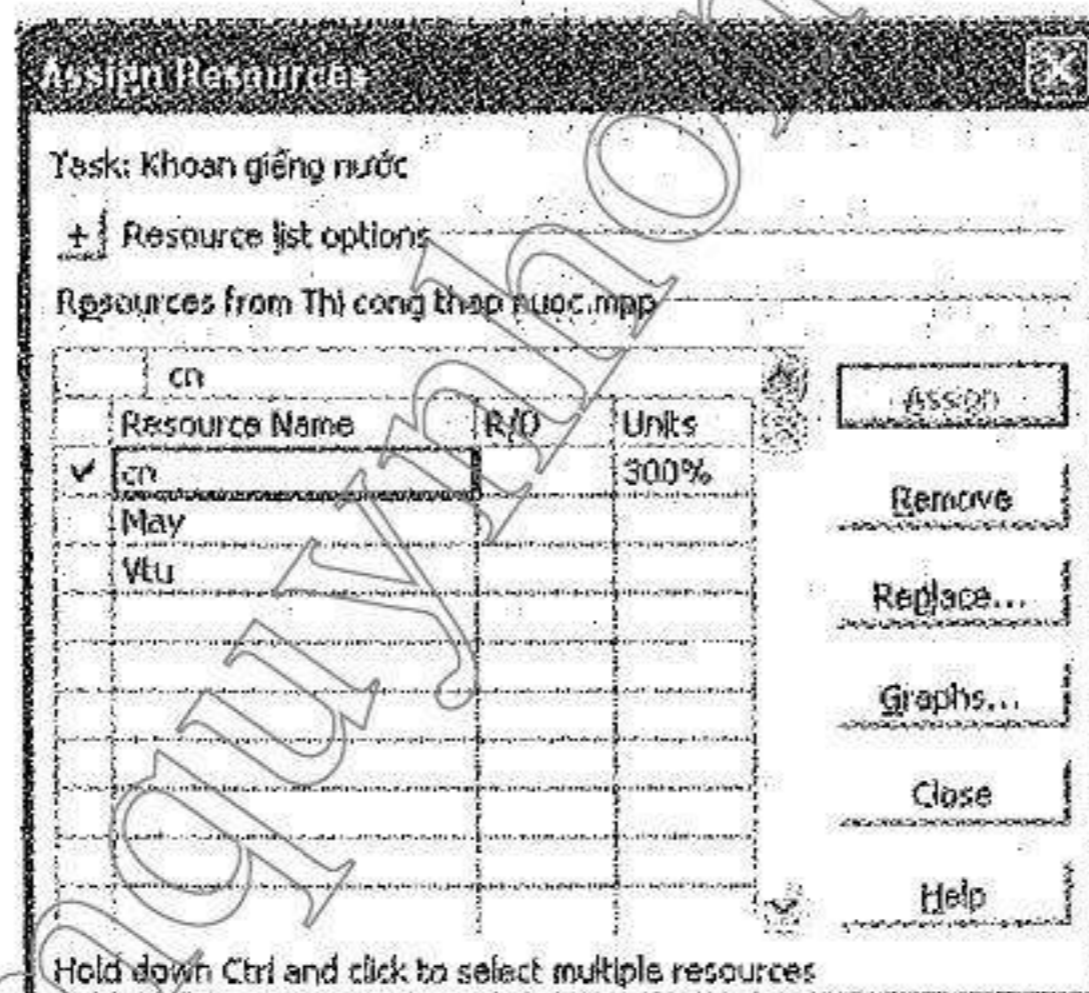 Assign Resources
Task: Khoan giếng nước
+ Resource list options
Resources from Thi cong thap nuoc.mpp
cn
Assign
Resource Name R/D Units
✓ cn 300%
Remove
May
Vtu
Replace...
Graphs...
Close
Help
Hold down Ctrl and click to select multiple resources